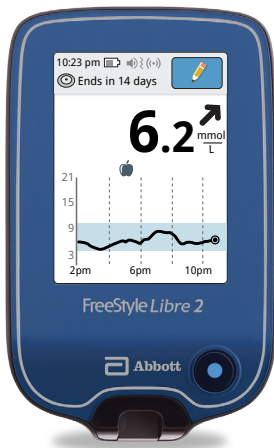 10:23 pm
Ends in 14 days
6.2 mmol
L
21
15
9
3
2pm 6pm 10pm
FreeStyle Libre 2
Abbott